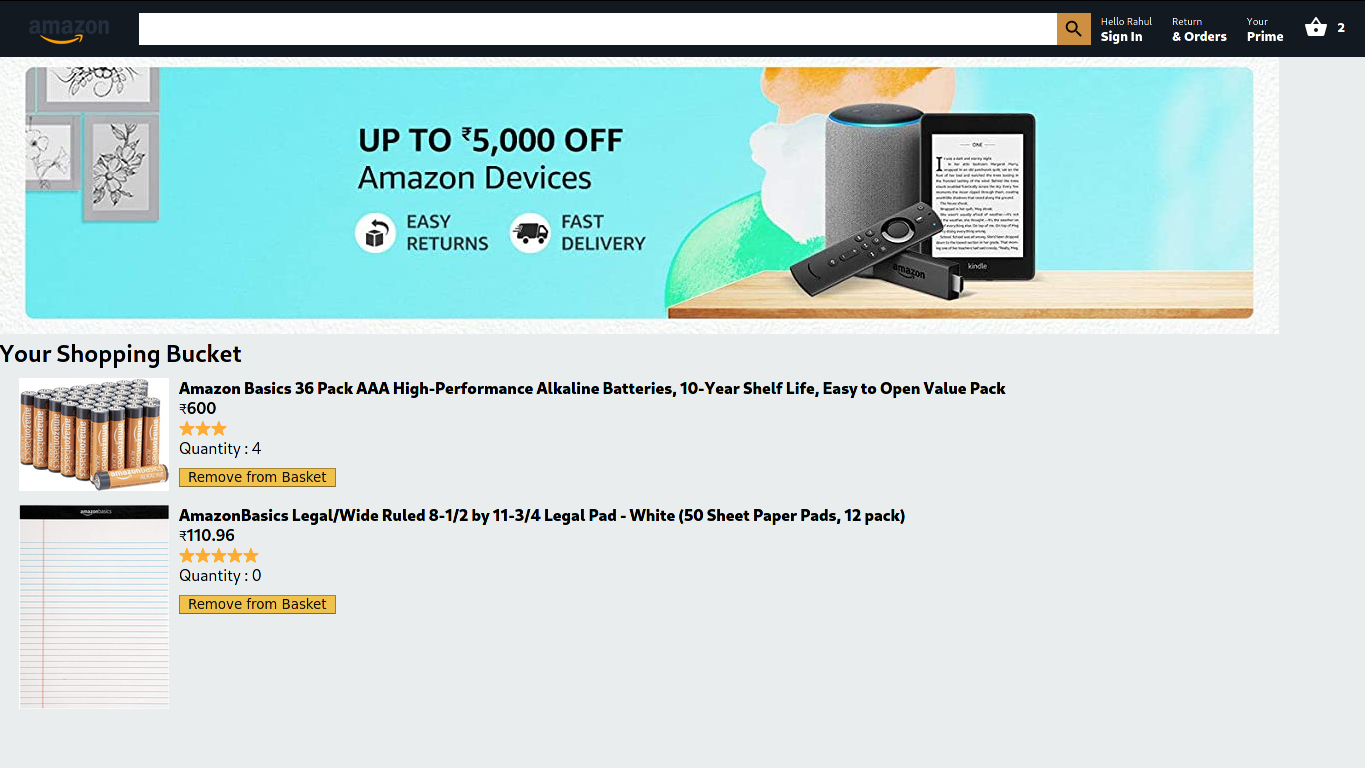 amazon
Hello Rahul
Sign In
Return
& Orders
Your
Prime
2
UP TO ₹5,000 OFF
Amazon Devices
EASY
RETURNS
FAST
DELIVERY
ONE
amazon
kindle
Your Shopping Bucket
Amazon Basics 36 Pack AAA High-Performance Alkaline Batteries, 10-Year Shelf Life, Easy to Open Value Pack
₹600
Quantity : 4
Remove from Basket
amazonbasics
AmazonBasics Legal/Wide Ruled 8-1/2 by 11-3/4 Legal Pad - White (50 Sheet Paper Pads, 12 pack)
₹110.96
Quantity : 0
Remove from Basket
amazonbasics